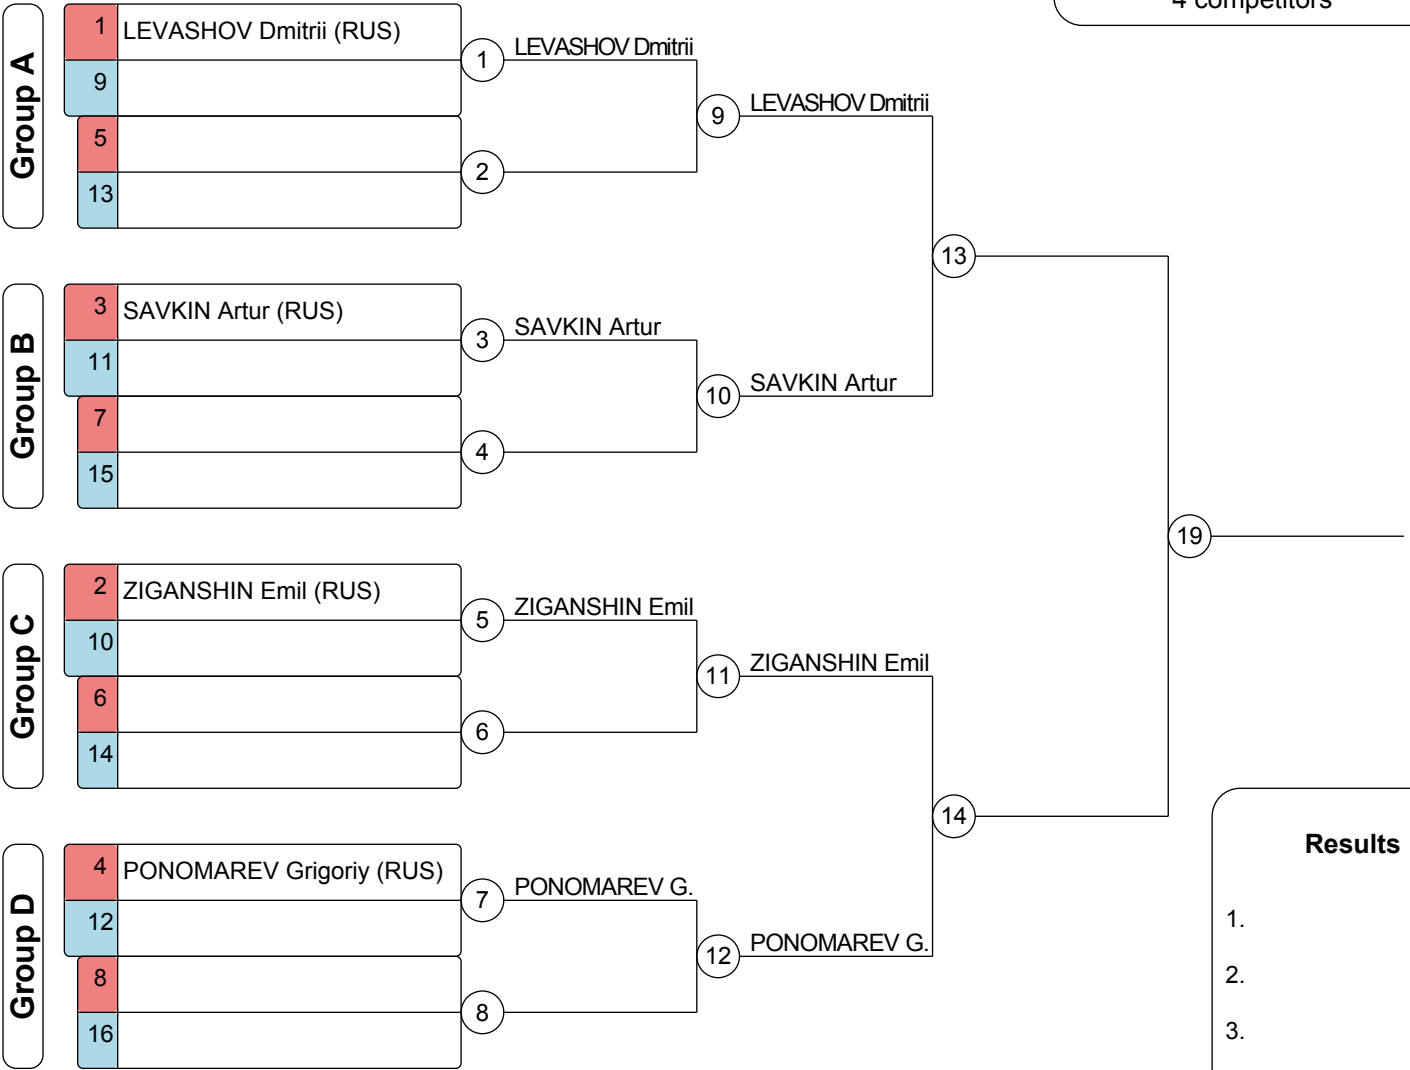 4 competitors
Group A
1 LEVASHOV Dmitrii (RUS)
9
5
13
1 LEVASHOV Dmitrii
2
9 LEVASHOV Dmitrii
13
Group B
3 SAVKIN Artur (RUS)
11
7
15
3 SAVKIN Artur
4
10 SAVKIN Artur
19
Group C
2 ZIGANSHIN Emil (RUS)
10
6
14
5 ZIGANSHIN Emil
6
11 ZIGANSHIN Emil
14
Group D
4 PONOMAREV Grigoriy (RUS)
12
8
16
7 PONOMAREV G.
8
12 PONOMAREV G.
Results
1.
2.
3.